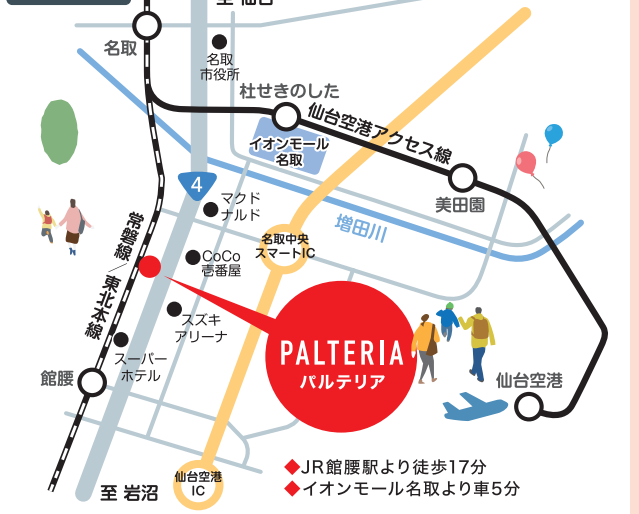 至 仙台
名取
名取
市役所
杜せきのした
仙台空港アクセス線
イオンモール
名取
4
マクド
ナルド
美田園
増田川
名取中央
スマートIC
常磐線/東北本線
CoCo
壱番屋
スズキ
アリーナ
PALTERIA
パルテリア
スーパー
ホテル
館腰
仙台空港
仙台空港
IC
至 岩沼
◆JR館腰駅より徒歩17分
◆イオンモール名取より車5分